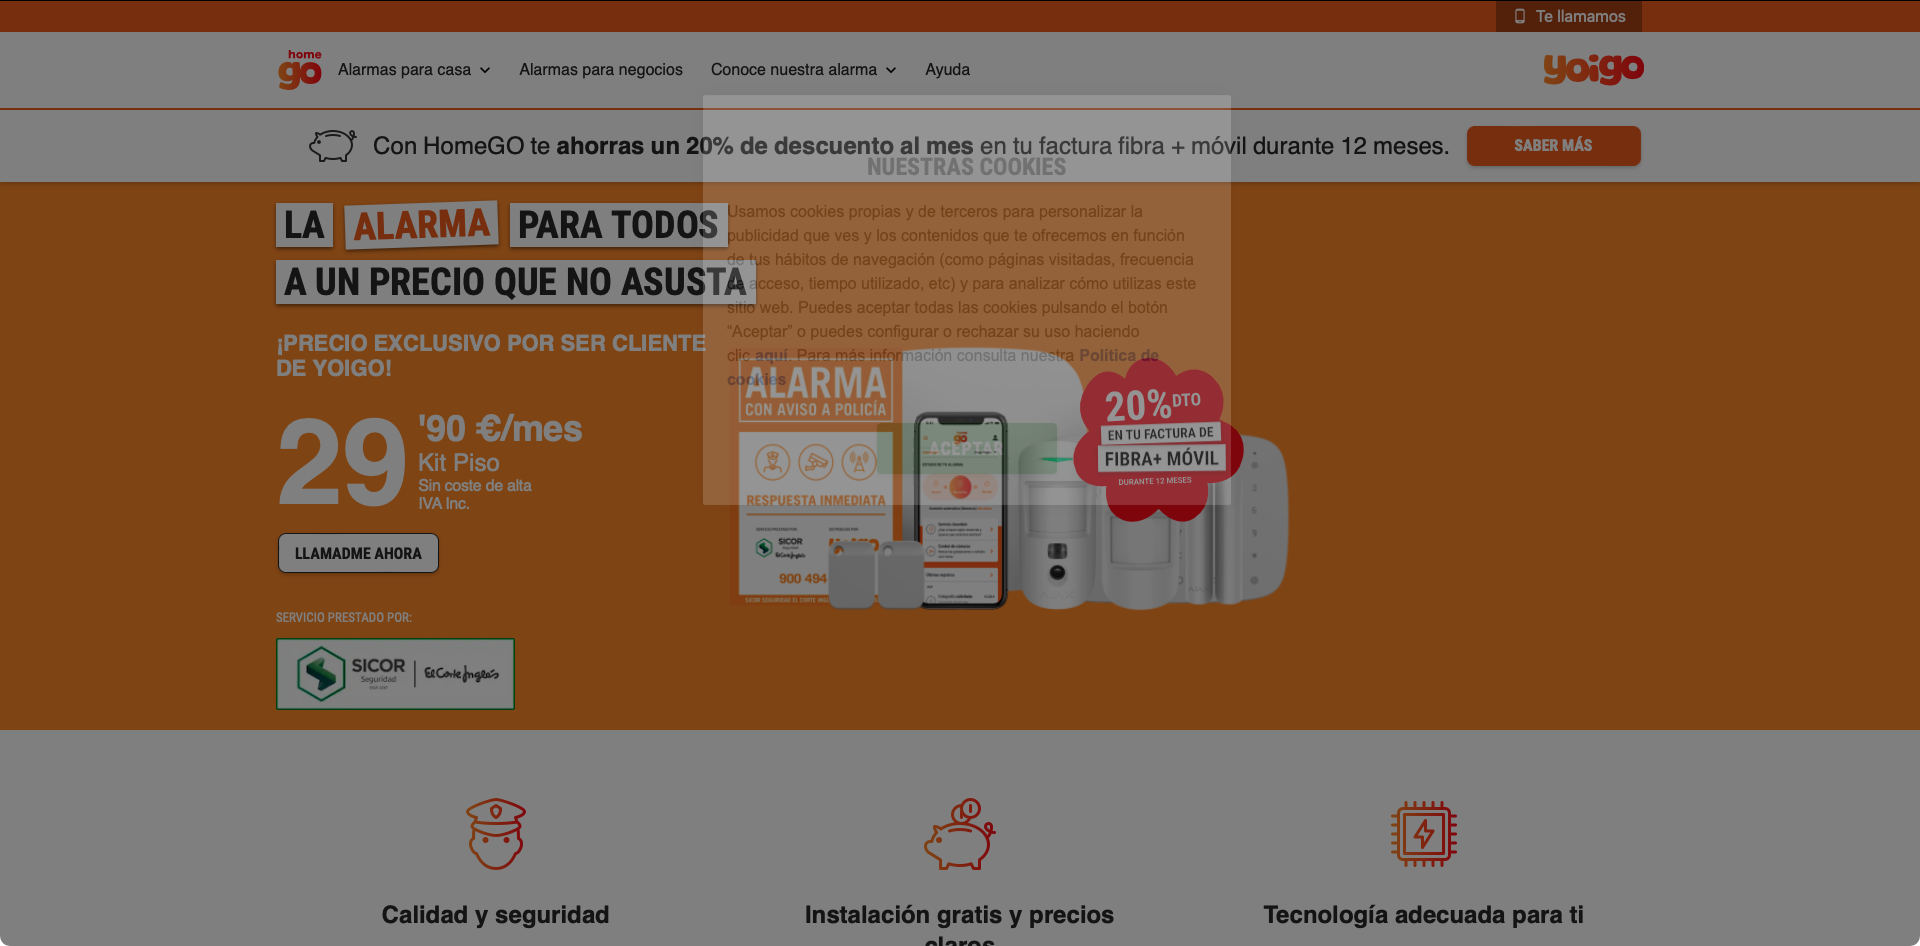 Te llamamos
home
go
Alarmas para casa
Alarmas para negocios
Conoce nuestra alarma
Ayuda
yoigo
Con HomeGO te ahorras un 20% de descuento al mes en tu factura fibra + móvil durante 12 meses.
SABER MÁS
NUESTRAS COOKIES
Usamos cookies propias y de terceros para personalizar la
publicidad que ves y los contenidos que te ofrecemos en función
de tus hábitos de navegación (como páginas visitadas, frecuencia
de acceso, tiempo utilizado, etc) y para analizar cómo utilizas este
sitio web. Puedes aceptar todas las cookies pulsando el botón
“Aceptar” o puedes configurar o rechazar su uso haciendo
clic aquí. Para más información consulta nuestra Política de
cookies
ACEPTAR
LA ALARMA PARA TODOS
A UN PRECIO QUE NO ASUSTA
¡PRECIO EXCLUSIVO POR SER CLIENTE
DE YOIGO!
29'90 €/mes
Kit Piso
Sin coste de alta
IVA Inc.
LLAMADME AHORA
SERVICIO PRESTADO POR:
SICOR
Seguridad
El Corte Inglés
ALARMA
CON AVISO A POLICÍA
RESPUESTA INMEDIATA
SICOR
Seguridad
El Corte Inglés
900 494
go
20% DTO
EN TU FACTURA DE
FIBRA+ MÓVIL
DURANTE 12 MESES
Calidad y seguridad
Instalación gratis y precios
claros
Tecnología adecuada para ti